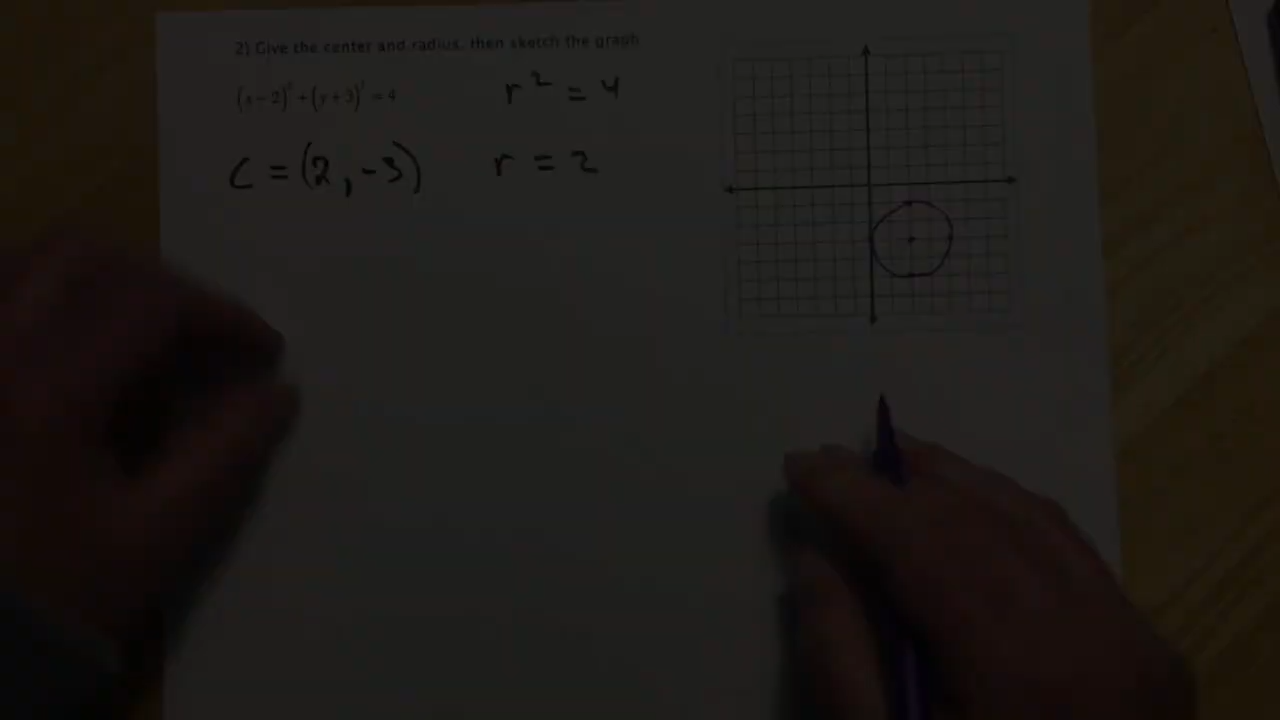 2) Give the center and radius, then sketch the graph
(x−2)² + (y+3)² = 4
r² = 4
C = (2, -3)
r = 2